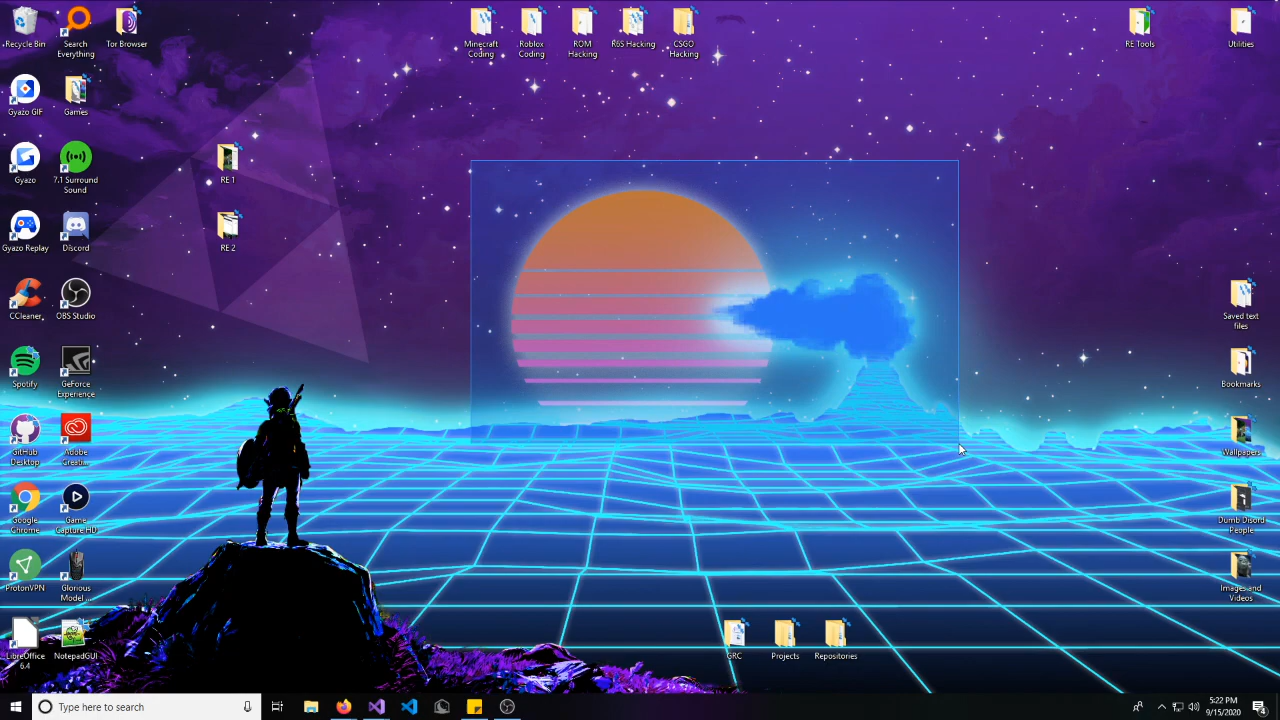 Recycle Bin
Search
Everything
Tor Browser
Minecraft
Coding
Roblox
Coding
ROM
Hacking
R6S Hacking
CSGO
Hacking
RE Tools
Utilities
Gyazo GIF
Games
Gyazo
7.1 Surround
Sound
RE 1
Gyazo Replay
Discord
RE 2
CCleaner
OBS Studio
Saved text
files
Spotify
GeForce
Experience
Bookmarks
GitHub
Desktop
Adobe
Creati...
Wallpapers
Google
Chrome
Game
Capture HD
Dumb Disord
People
ProtonVPN
Glorious
Model ...
Images and
Videos
LibreOffice
6.4
NotepadGUI
GRC
Projects
Repositories
Type here to search
5:22 PM
9/15/2020
4